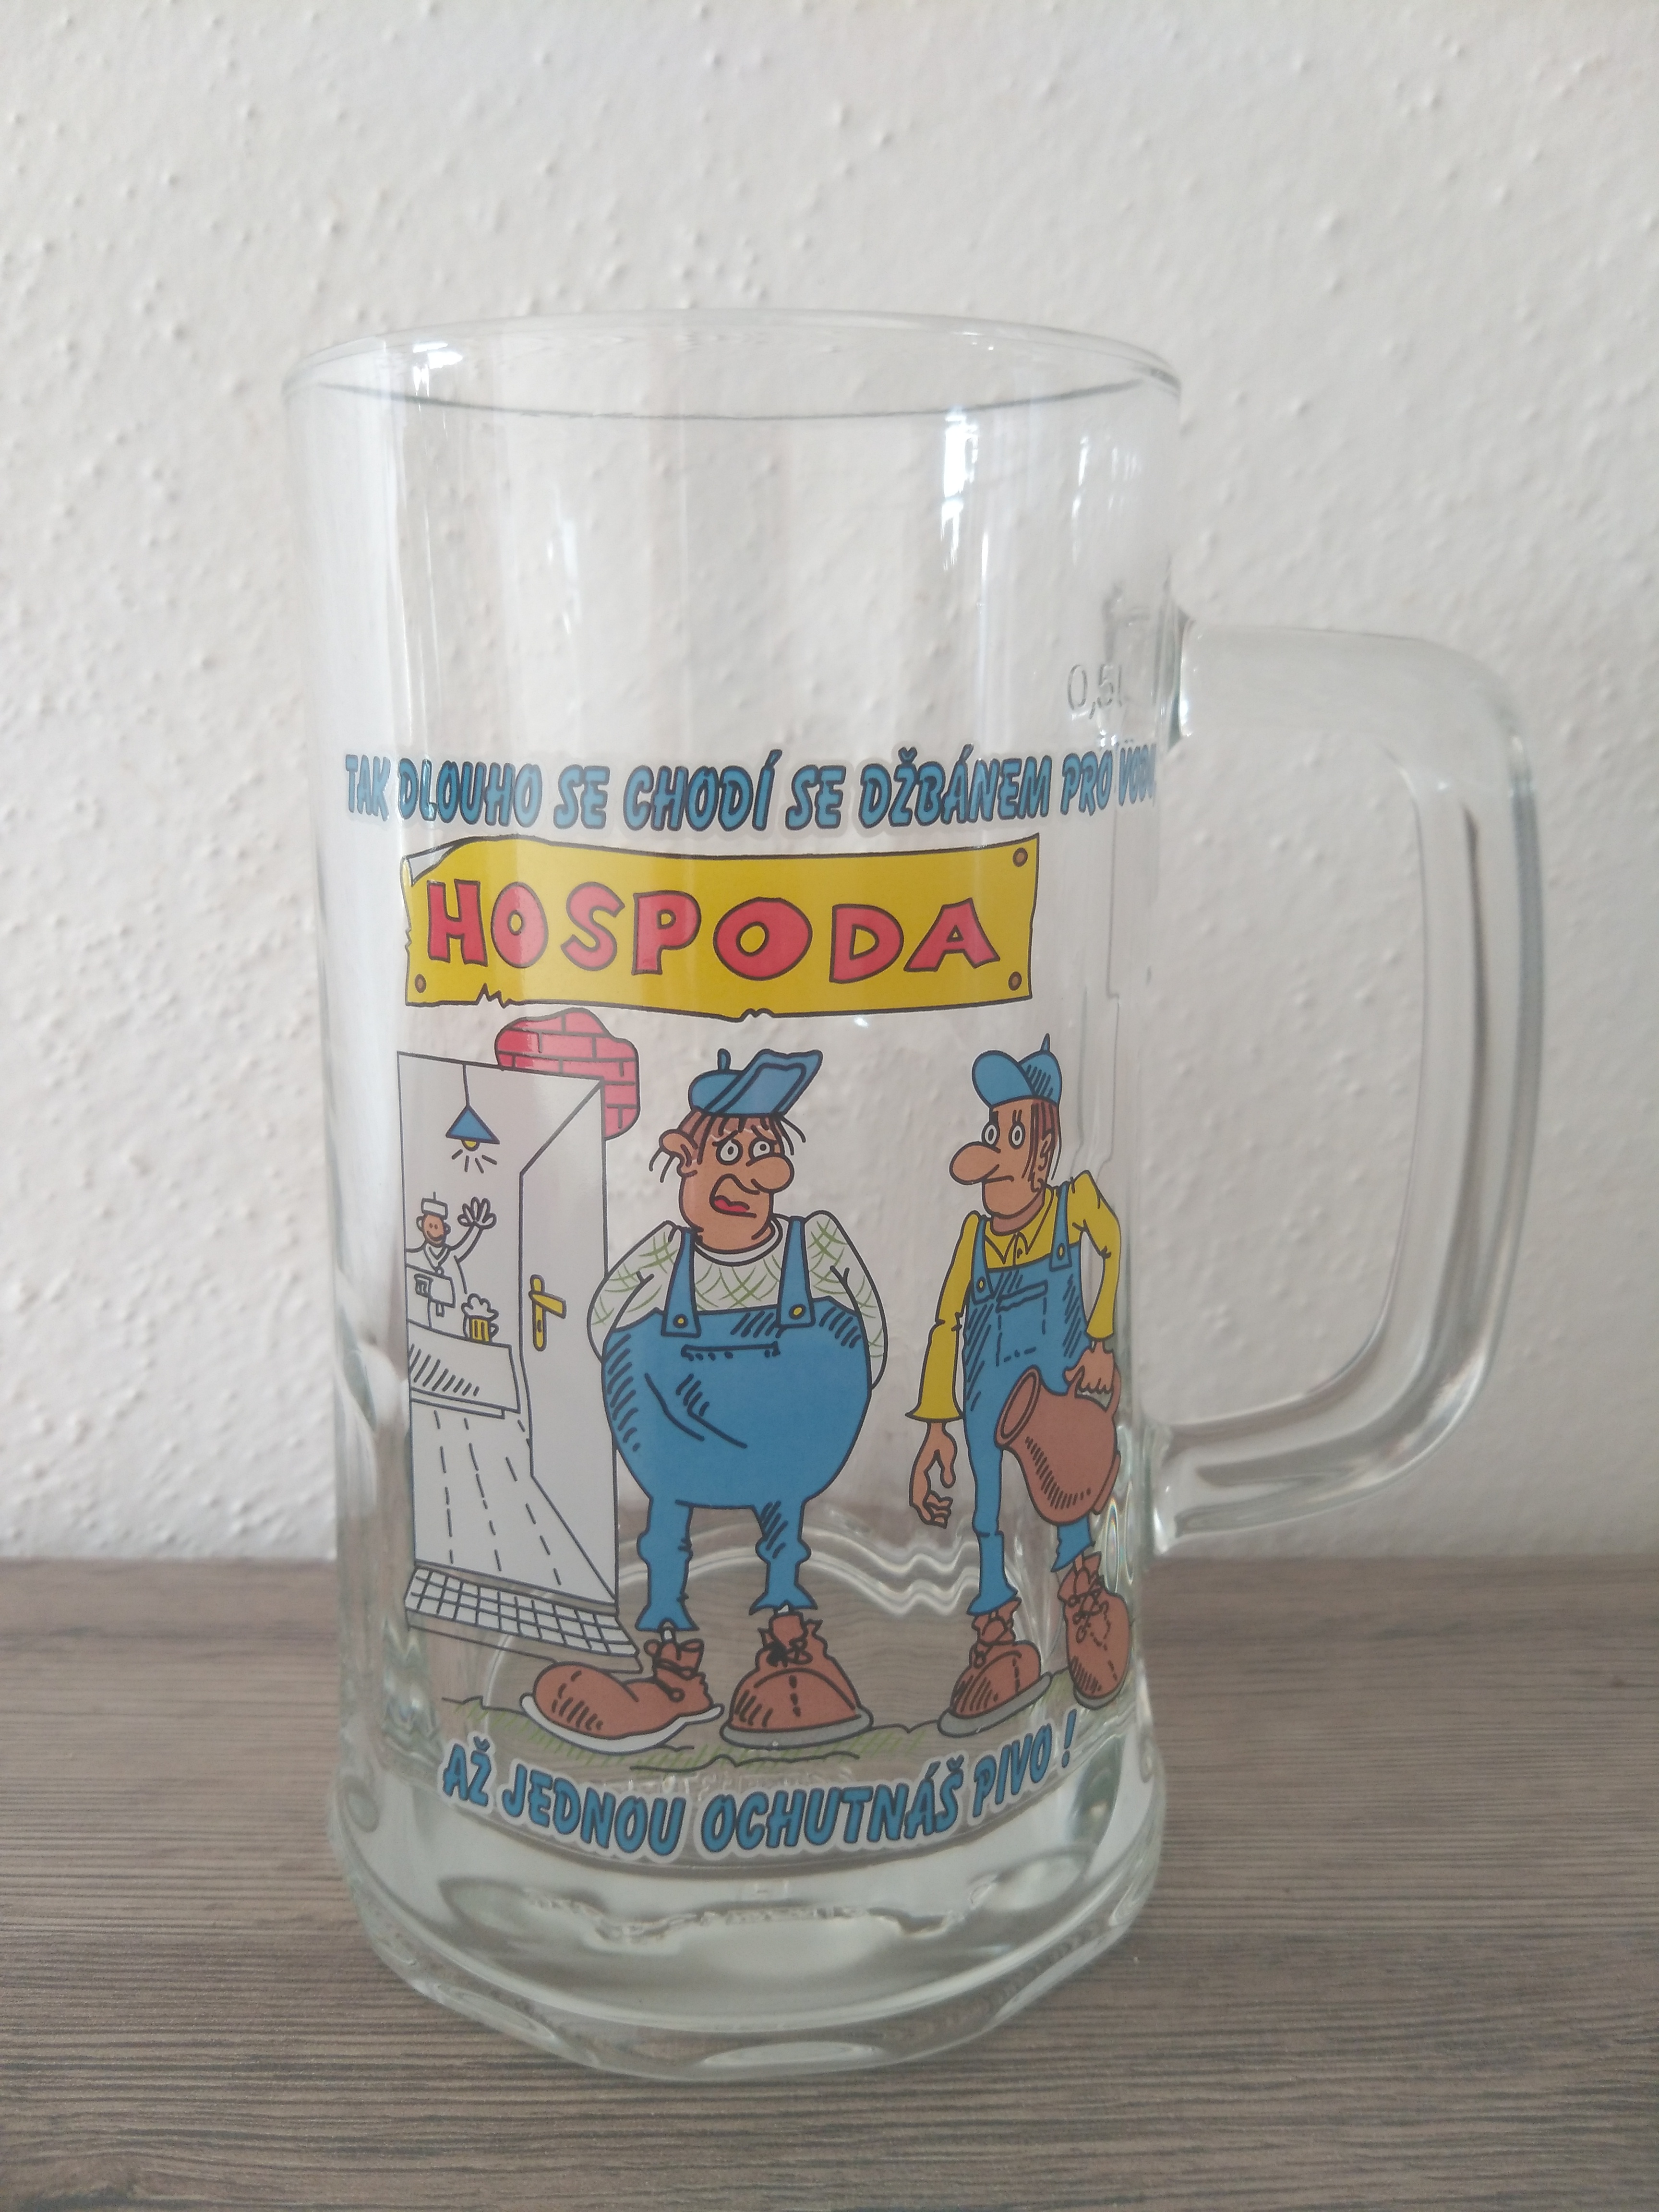 0,5l
TAK DLOUHO SE CHODÍ SE DŽBÁNEM PRO VODU
HOSPODA
AŽ JEDNOU OCHUTNÁŠ PIVO !